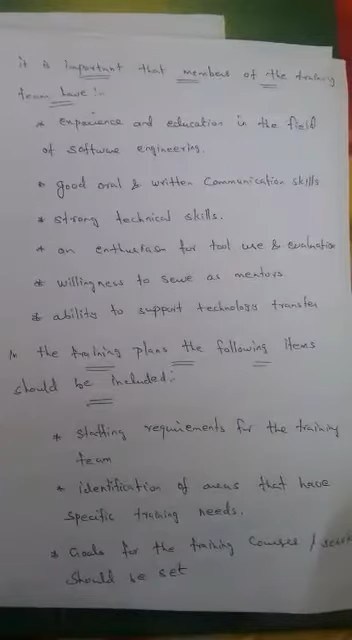 it is important that members of the training
team have :-
* experience and education in the field
of software engineering.
* good oral & written communication skills
* strong technical skills.
* an enthusiasm for tool use & evaluation
* willingness to serve as mentors
* ability to support technology transfer
In the training plans the following items
should be included:-
* staffing requirements for the training
team
* identification of areas that have
specific training needs.
* Goals for the training courses /
should be set